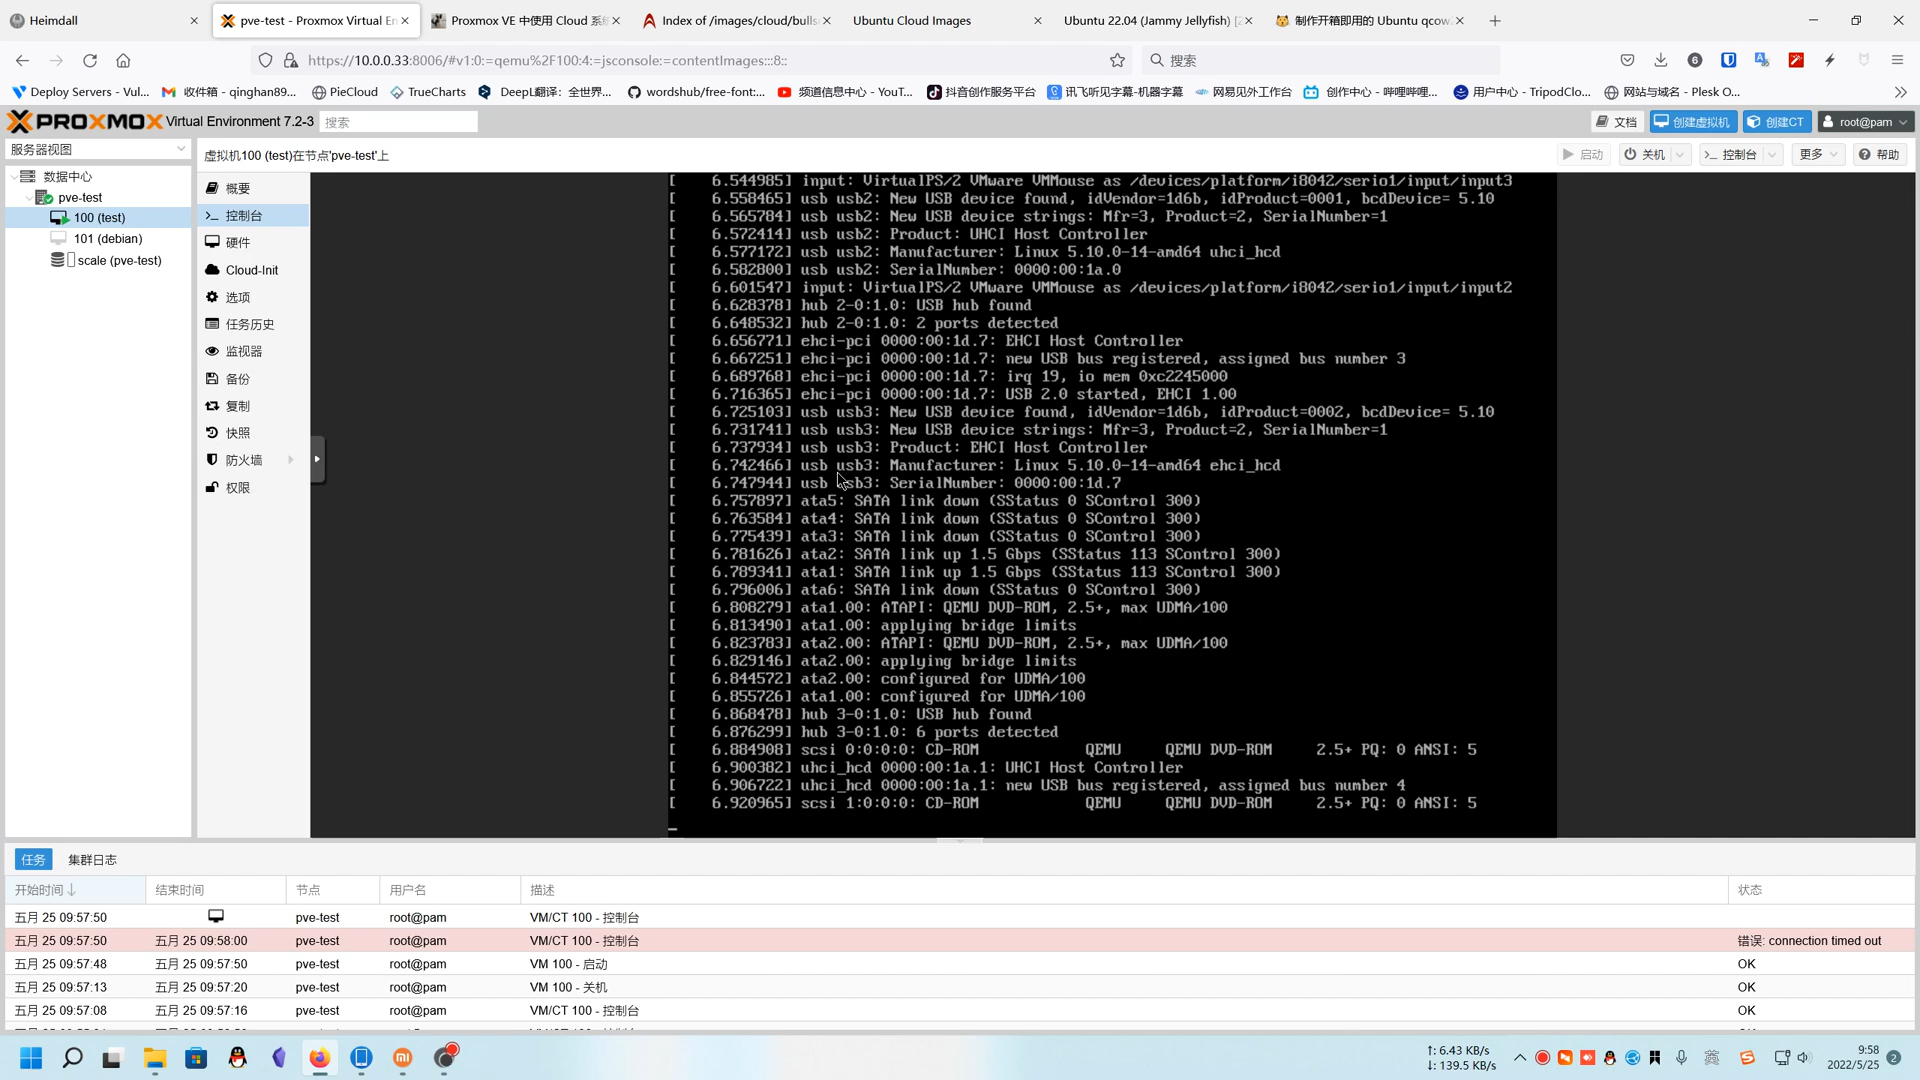 Heimdall
pve-test - Proxmox Virtual En
Proxmox VE 中使用 Cloud 系
Index of /images/cloud/bulls
Ubuntu Cloud Images
Ubuntu 22.04 (Jammy Jellyfish) [
制作开箱即用的 Ubuntu qcow
https://10.0.0.33:8006/#v1:0:=qemu%2F100:4:=jsconsole:=contentImages:::8::
搜索
Deploy Servers - Vul...
收件箱 - qinghan89...
PieCloud
TrueCharts
DeepL翻译：全世界...
wordshub/free-font:...
频道信息中心 - YouT...
抖音创作服务平台
讯飞听见字幕-机器字幕
网易见外工作台
创作中心 - 哔哩哔哩...
用户中心 - TripodClo...
网站与域名 - Plesk O...
PROXMOX Virtual Environment 7.2-3
搜索
文档
创建虚拟机
创建CT
root@pam
服务器视图
虚拟机100 (test)在节点'pve-test'上
启动
关机
控制台
更多
帮助
数据中心
pve-test
100 (test)
101 (debian)
scale (pve-test)
概要
控制台
硬件
Cloud-Init
选项
任务历史
监视器
备份
复制
快照
防火墙
权限
[    6.544985] input: VirtualPS/2 VMware VMMouse as /devices/platform/i8042/serio1/input/input3
[    6.558465] usb usb2: New USB device found, idVendor=1d6b, idProduct=0001, bcdDevice= 5.10
[    6.565784] usb usb2: New USB device strings: Mfr=3, Product=2, SerialNumber=1
[    6.572414] usb usb2: Product: UHCI Host Controller
[    6.577172] usb usb2: Manufacturer: Linux 5.10.0-14-amd64 uhci_hcd
[    6.582800] usb usb2: SerialNumber: 0000:00:1a.0
[    6.601547] input: VirtualPS/2 VMware VMMouse as /devices/platform/i8042/serio1/input/input2
[    6.628378] hub 2-0:1.0: USB hub found
[    6.648532] hub 2-0:1.0: 2 ports detected
[    6.656771] ehci-pci 0000:00:1d.7: EHCI Host Controller
[    6.667251] ehci-pci 0000:00:1d.7: new USB bus registered, assigned bus number 3
[    6.689768] ehci-pci 0000:00:1d.7: irq 19, io mem 0xc2245000
[    6.716365] ehci-pci 0000:00:1d.7: USB 2.0 started, EHCI 1.00
[    6.725103] usb usb3: New USB device found, idVendor=1d6b, idProduct=0002, bcdDevice= 5.10
[    6.731741] usb usb3: New USB device strings: Mfr=3, Product=2, SerialNumber=1
[    6.737934] usb usb3: Product: EHCI Host Controller
[    6.742466] usb usb3: Manufacturer: Linux 5.10.0-14-amd64 ehci_hcd
[    6.747944] usb usb3: SerialNumber: 0000:00:1d.7
[    6.757897] ata5: SATA link down (SStatus 0 SControl 300)
[    6.763584] ata4: SATA link down (SStatus 0 SControl 300)
[    6.775439] ata3: SATA link down (SStatus 0 SControl 300)
[    6.781626] ata2: SATA link up 1.5 Gbps (SStatus 113 SControl 300)
[    6.789341] ata1: SATA link up 1.5 Gbps (SStatus 113 SControl 300)
[    6.796006] ata6: SATA link down (SStatus 0 SControl 300)
[    6.808279] ata1.00: ATAPI: QEMU DVD-ROM, 2.5+, max UDMA/100
[    6.813490] ata1.00: applying bridge limits
[    6.823783] ata2.00: ATAPI: QEMU DVD-ROM, 2.5+, max UDMA/100
[    6.829146] ata2.00: applying bridge limits
[    6.844572] ata2.00: configured for UDMA/100
[    6.855726] ata1.00: configured for UDMA/100
[    6.868478] hub 3-0:1.0: USB hub found
[    6.876299] hub 3-0:1.0: 6 ports detected
[    6.884908] scsi 0:0:0:0: CD-ROM            QEMU     QEMU DVD-ROM     2.5+ PQ: 0 ANSI: 5
[    6.900382] uhci_hcd 0000:00:1a.1: UHCI Host Controller
[    6.906722] uhci_hcd 0000:00:1a.1: new USB bus registered, assigned bus number 4
[    6.920965] scsi 1:0:0:0: CD-ROM            QEMU     QEMU DVD-ROM     2.5+ PQ: 0 ANSI: 5
任务
集群日志
开始时间↓ 结束时间 节点 用户名 描述 状态
五月 25 09:57:50 pve-test root@pam VM/CT 100 - 控制台
五月 25 09:57:50 五月 25 09:58:00 pve-test root@pam VM/CT 100 - 控制台 错误: connection timed out
五月 25 09:57:48 五月 25 09:57:50 pve-test root@pam VM 100 - 启动 OK
五月 25 09:57:13 五月 25 09:57:20 pve-test root@pam VM 100 - 关机 OK
五月 25 09:57:08 五月 25 09:57:16 pve-test root@pam VM/CT 100 - 控制台 OK
↑: 6.43 KB/s
↓: 139.5 KB/s
英
9:58
2022/5/25
2